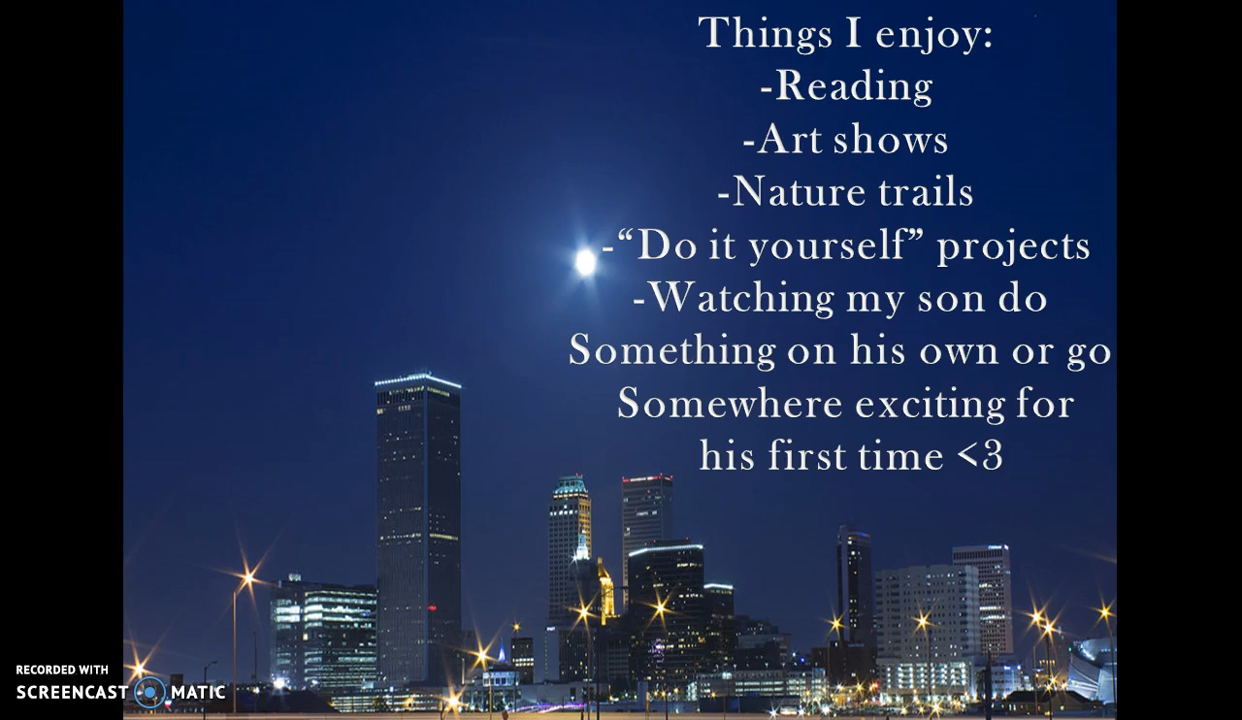 Things I enjoy:
-Reading
-Art shows
-Nature trails
-“Do it yourself” projects
-Watching my son do
Something on his own or go
Somewhere exciting for
his first time <3
RECORDED WITH
SCREENCAST MATIC